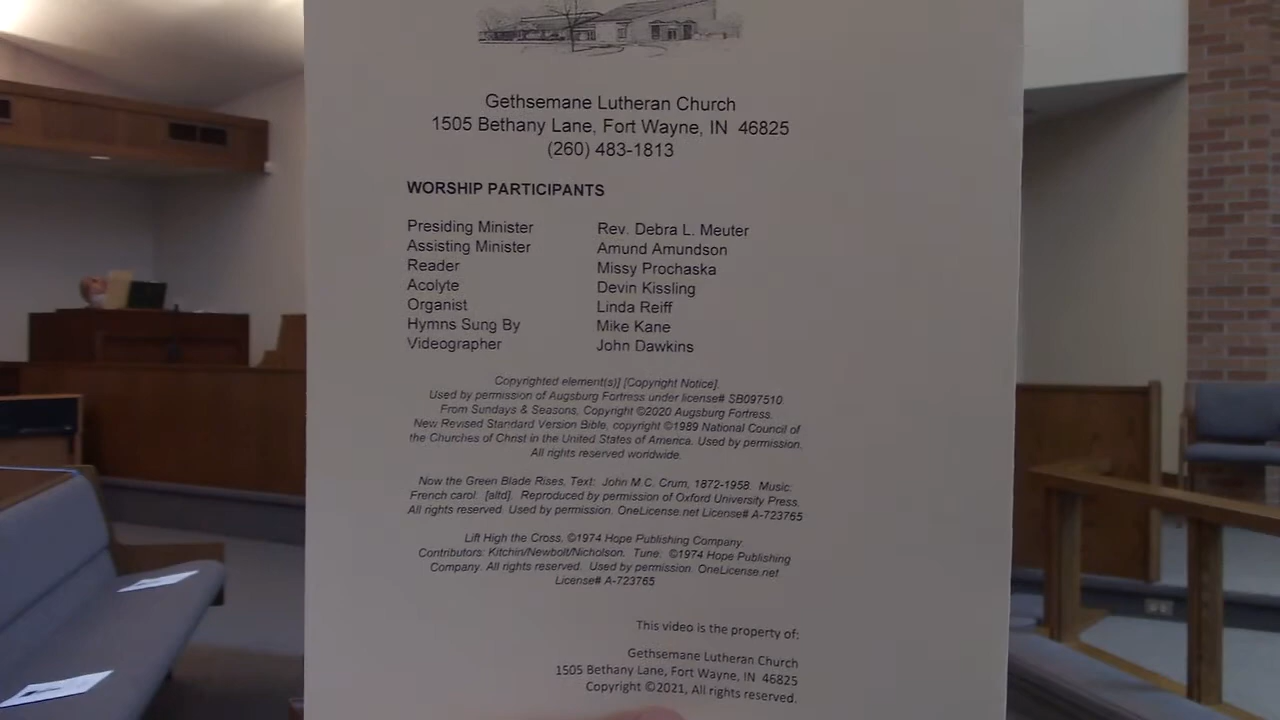 Gethsemane Lutheran Church
1505 Bethany Lane, Fort Wayne, IN 46825
(260) 483-1813
WORSHIP PARTICIPANTS
Presiding Minister Rev. Debra L. Meuter
Assisting Minister Amund Amundson
Reader Missy Prochaska
Acolyte Devin Kissling
Organist Linda Reiff
Hymns Sung By Mike Kane
Videographer John Dawkins
Copyrighted element(s)] [Copyright Notice].
Used by permission of Augsburg Fortress under license# SB097510.
From Sundays & Seasons, Copyright ©2020 Augsburg Fortress.
New Revised Standard Version Bible, copyright ©1989 National Council of
the Churches of Christ in the United States of America. Used by permission.
All rights reserved worldwide.
Now the Green Blade Rises, Text: John M.C. Crum, 1872-1958. Music:
French carol: [altd]. Reproduced by permission of Oxford University Press.
All rights reserved. Used by permission. OneLicense.net License# A-723765
Lift High the Cross, ©1974 Hope Publishing Company.
Contributors: Kitchin/Newbolt/Nicholson. Tune: ©1974 Hope Publishing
Company. All rights reserved. Used by permission. OneLicense.net
License# A-723765
This video is the property of:
Gethsemane Lutheran Church
1505 Bethany Lane, Fort Wayne, IN 46825
Copyright ©2021, All rights reserved.